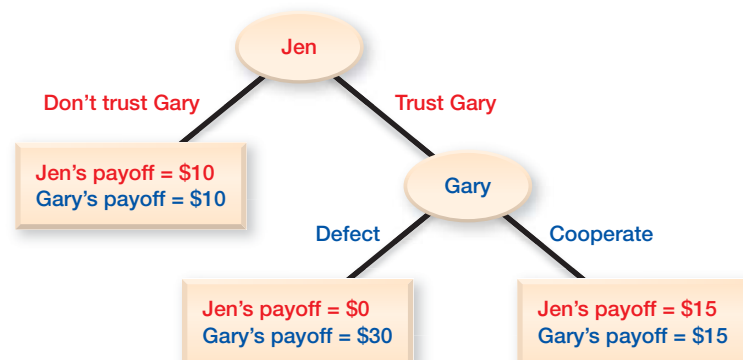 Jen
Don't trust Gary
Trust Gary
Jen's payoff = $10
Gary's payoff = $10
Gary
Defect
Cooperate
Jen's payoff = $0
Gary's payoff = $30
Jen's payoff = $15
Gary's payoff = $15